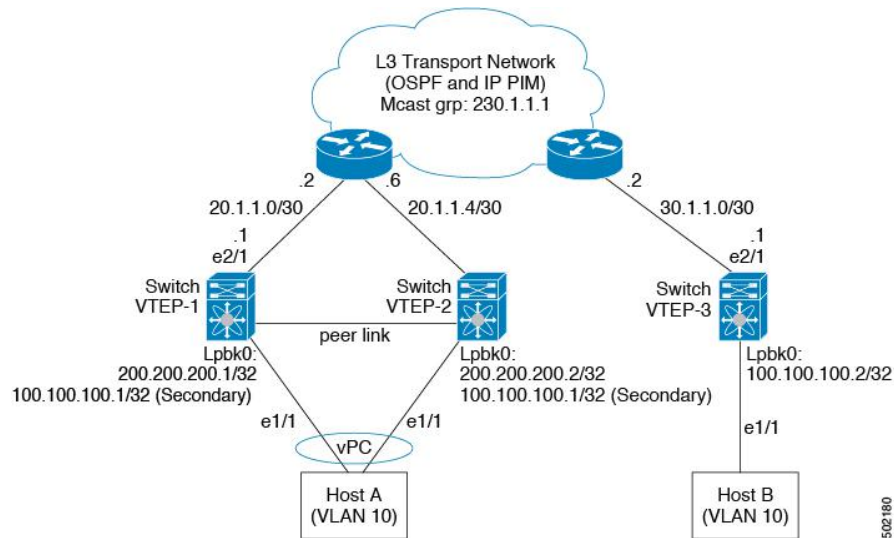 L3 Transport Network
(OSPF and IP PIM)
Mcast grp: 230.1.1.1
.2
.6
.2
20.1.1.0/30
20.1.1.4/30
30.1.1.0/30
.1
e2/1
.1
e2/1
Switch
VTEP-1
Switch
VTEP-2
Switch
VTEP-3
peer link
Lpbk0:
200.200.200.1/32
100.100.100.1/32 (Secondary)
Lpbk0:
200.200.200.2/32
100.100.100.1/32 (Secondary)
Lpbk0:
100.100.100.2/32
e1/1
e1/1
e1/1
vPC
Host A
(VLAN 10)
Host B
(VLAN 10)
502180